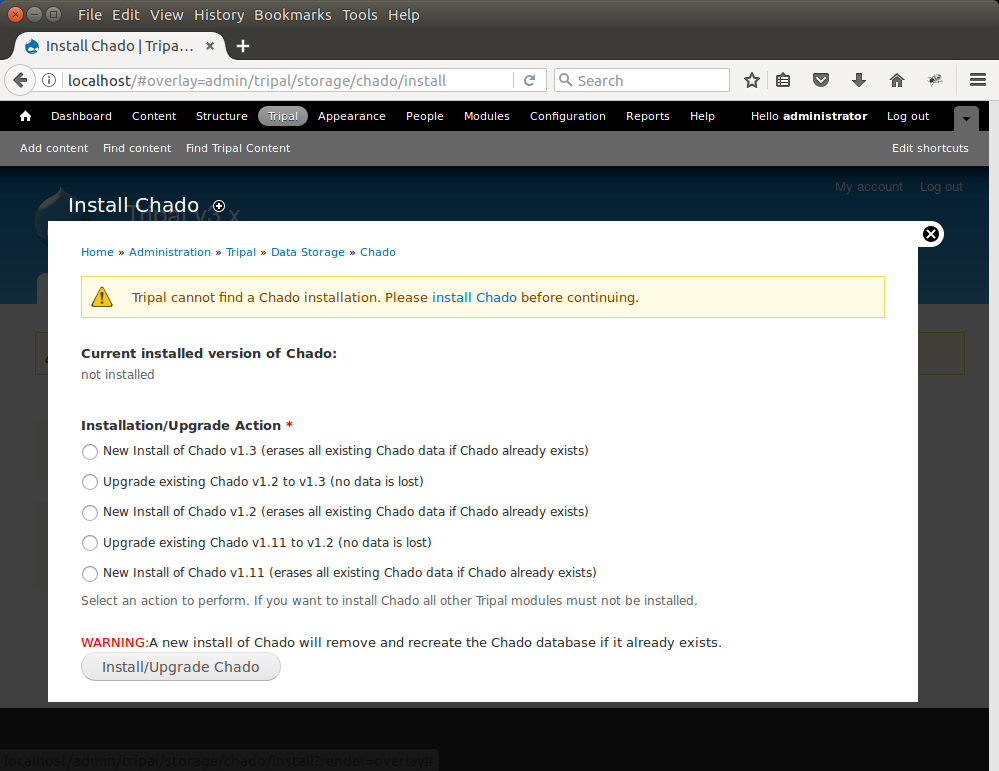 File Edit View History Bookmarks Tools Help
Install Chado | Tripa...
localhost/#overlay=admin/tripal/storage/chado/install
Search
Dashboard Content Structure Tripal Appearance People Modules Configuration Reports Help Hello administrator Log out
Add content Find content Find Tripal Content Edit shortcuts
My account Log out
Install Chado
Tripal v3.x
Home » Administration » Tripal » Data Storage » Chado
Tripal cannot find a Chado installation. Please install Chado before continuing.
Current installed version of Chado:
not installed
Installation/Upgrade Action *
New Install of Chado v1.3 (erases all existing Chado data if Chado already exists)
Upgrade existing Chado v1.2 to v1.3 (no data is lost)
New Install of Chado v1.2 (erases all existing Chado data if Chado already exists)
Upgrade existing Chado v1.11 to v1.2 (no data is lost)
New Install of Chado v1.11 (erases all existing Chado data if Chado already exists)
Select an action to perform. If you want to install Chado all other Tripal modules must not be installed.
WARNING:A new install of Chado will remove and recreate the Chado database if it already exists.
Install/Upgrade Chado
localhost/admin/tripal/storage/chado/install?render=overlay#